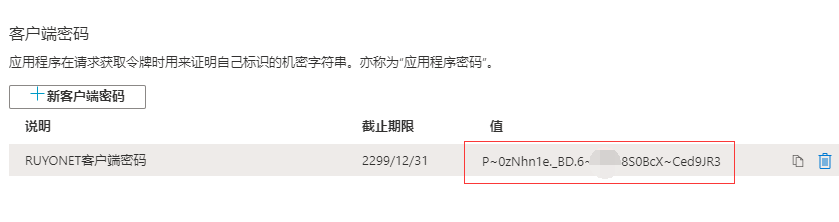 客户端密码
应用程序在请求获取令牌时用来证明自己标识的机密字符串。亦称为"应用程序密码"。
新客户端密码
说明 截止期限 值
RUYONET客户端密码 2299/12/31 P~0zNhn1e._BD.6~ 8S0BcX~Ced9JR3